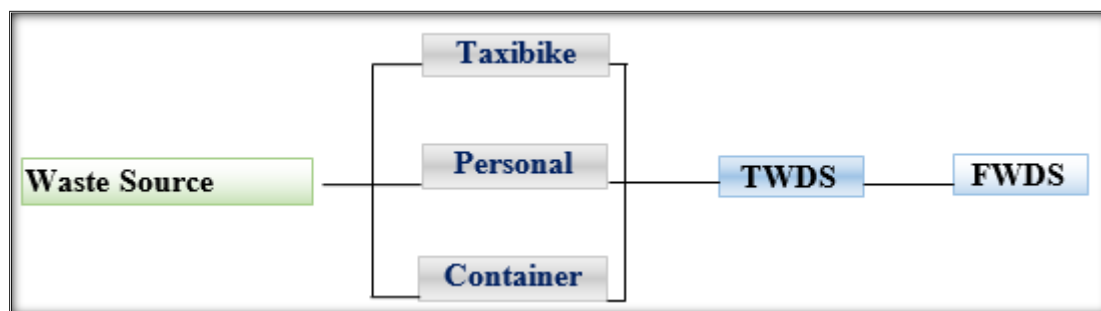 Waste Source
Taxibike
Personal
Container
TWDS
FWDS